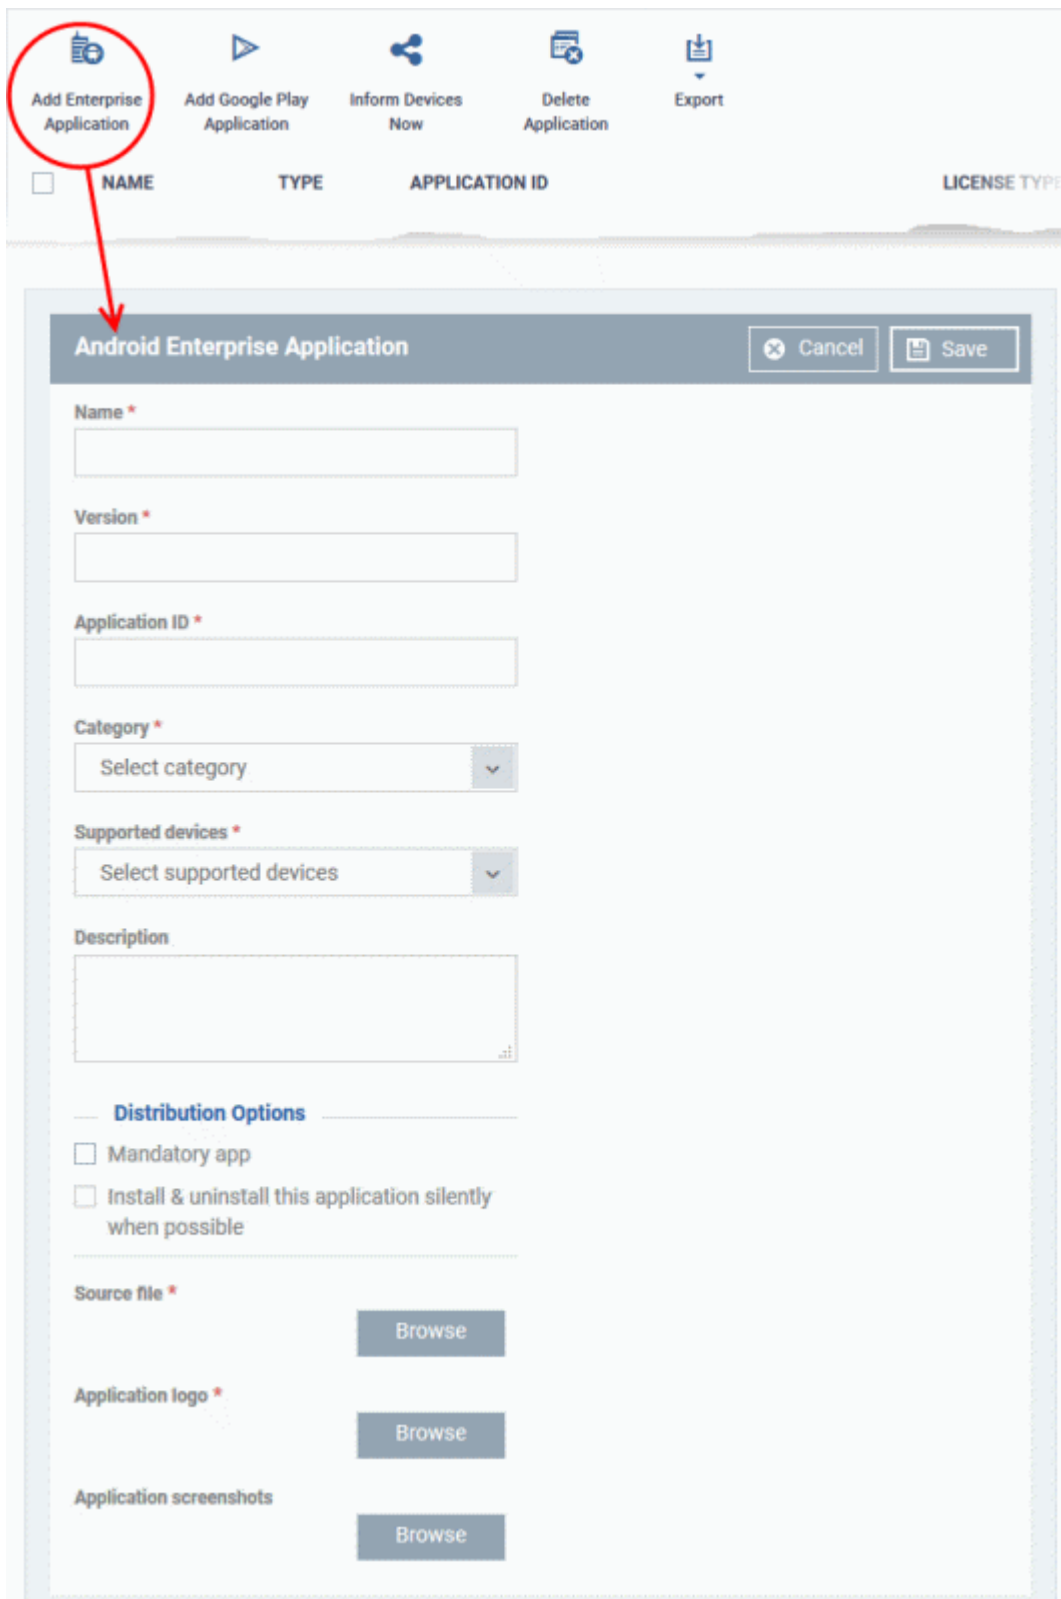 Add Enterprise Application
Add Google Play Application
Inform Devices Now
Delete Application
Export
NAME TYPE APPLICATION ID LICENSE TYPE
Android Enterprise Application Cancel Save
Name *
Version *
Application ID *
Category *
Select category
Supported devices *
Select supported devices
Description
Distribution Options
Mandatory app
Install & uninstall this application silently
when possible
Source file *
Browse
Application logo *
Browse
Application screenshots
Browse